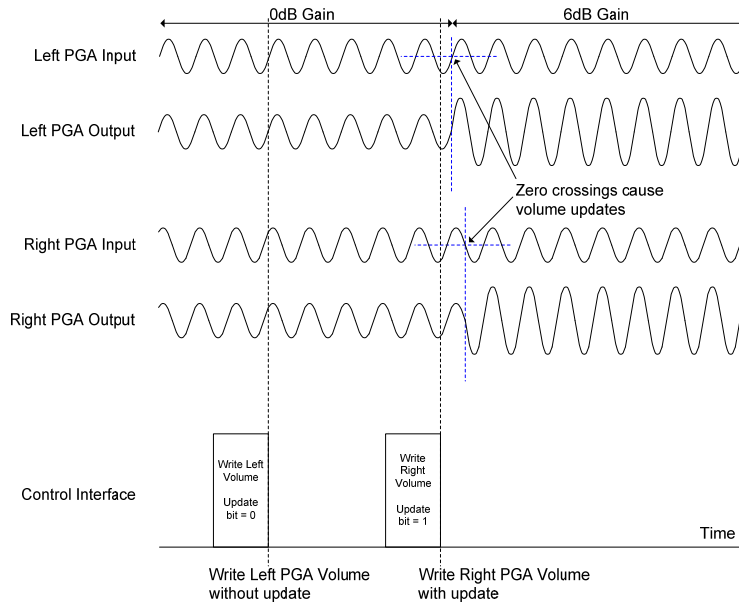 0dB Gain
6dB Gain
Left PGA Input
Left PGA Output
Zero crossings cause
volume updates
Right PGA Input
Right PGA Output
Control Interface
Write Left
Volume
Update
bit = 0
Write
Right
Volume
Update
bit = 1
Time
Write Left PGA Volume
without update
Write Right PGA Volume
with update